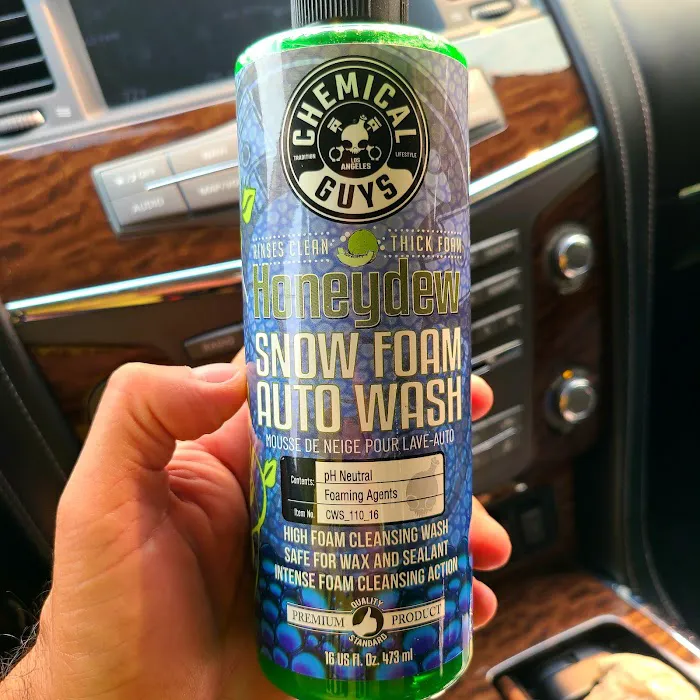 CHEMICAL
TRADITION
LOS ANGELES
LIFESTYLE
GUYS
RINSES CLEAN THICK FOAM
Honeydew
SNOW FOAM
AUTO WASH
MOUSSE DE NEIGE POUR LAVE-AUTO
Contents: pH Neutral
Foaming Agents
Item No. CWS_110_16
HIGH FOAM CLEANSING WASH
SAFE FOR WAX AND SEALANT
INTENSE FOAM CLEANSING ACTION
QUALITY
PREMIUM PRODUCT
STANDARD
16 US fl. Oz. 473 ml
AUDIO
RADIO